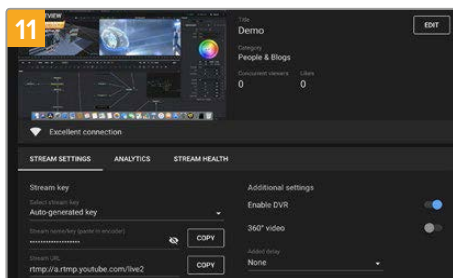 11
Title
Demo
EDIT
Category
People & Blogs
Concurrent viewers Likes
0 0
Excellent connection
STREAM SETTINGS ANALYTICS STREAM HEALTH
Stream key
Additional settings
Select stream key
Auto-generated key
Enable DVR
Stream name/key (paste in encoder)
COPY
360° video
Stream URL
rtmp://a.rtmp.youtube.com/live2
COPY
Added delay
None